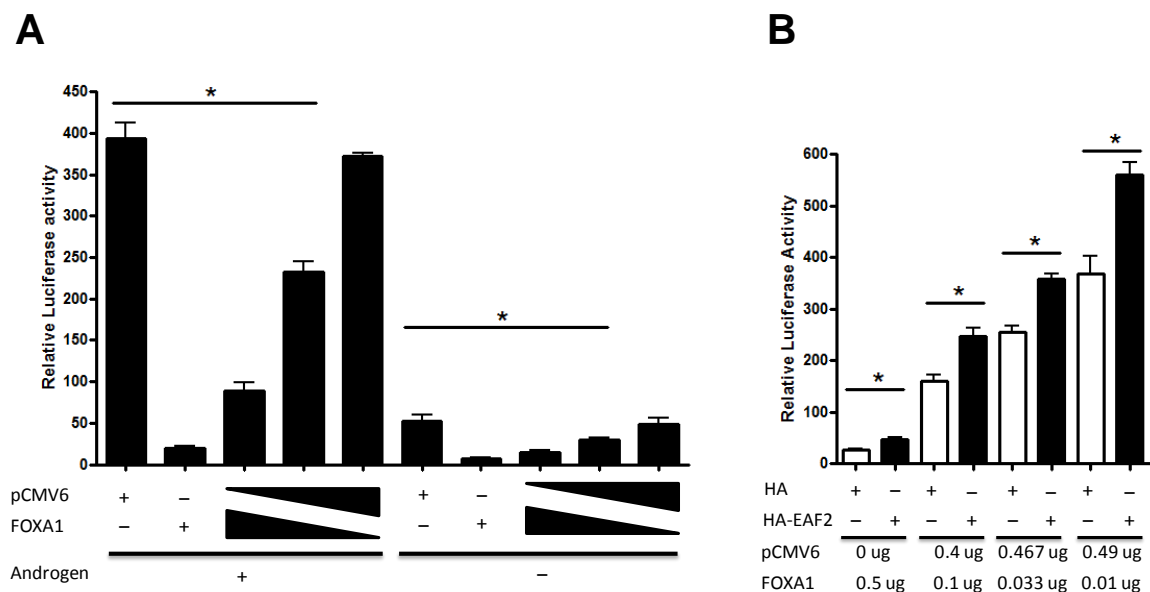 A
Relative Luciferase activity
450
400
350
300
250
200
150
100
50
0
*
*
pCMV6 + – + –
FOXA1 – + – +
Androgen + –
B
Relative Luciferase Activity
600
500
400
300
200
100
0
*
*
*
*
HA + – + – + – + –
HA-EAF2 – + – + – + – +
pCMV6 0 ug 0.4 ug 0.467 ug 0.49 ug
FOXA1 0.5 ug 0.1 ug 0.033 ug 0.01 ug